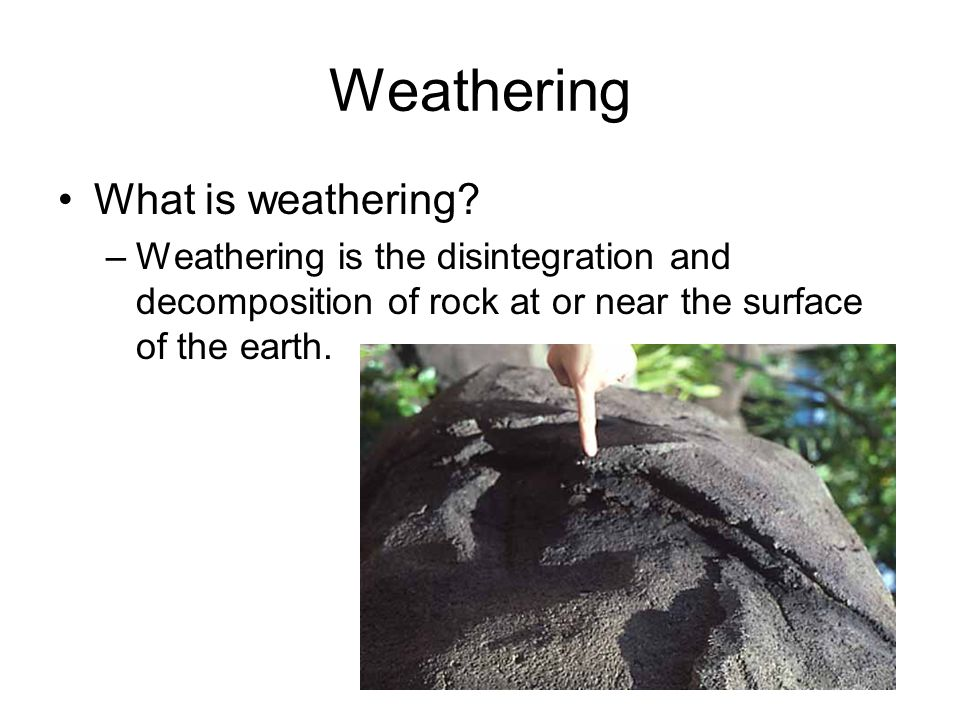 Weathering
• What is weathering?
– Weathering is the disintegration and
decomposition of rock at or near the surface
of the earth.